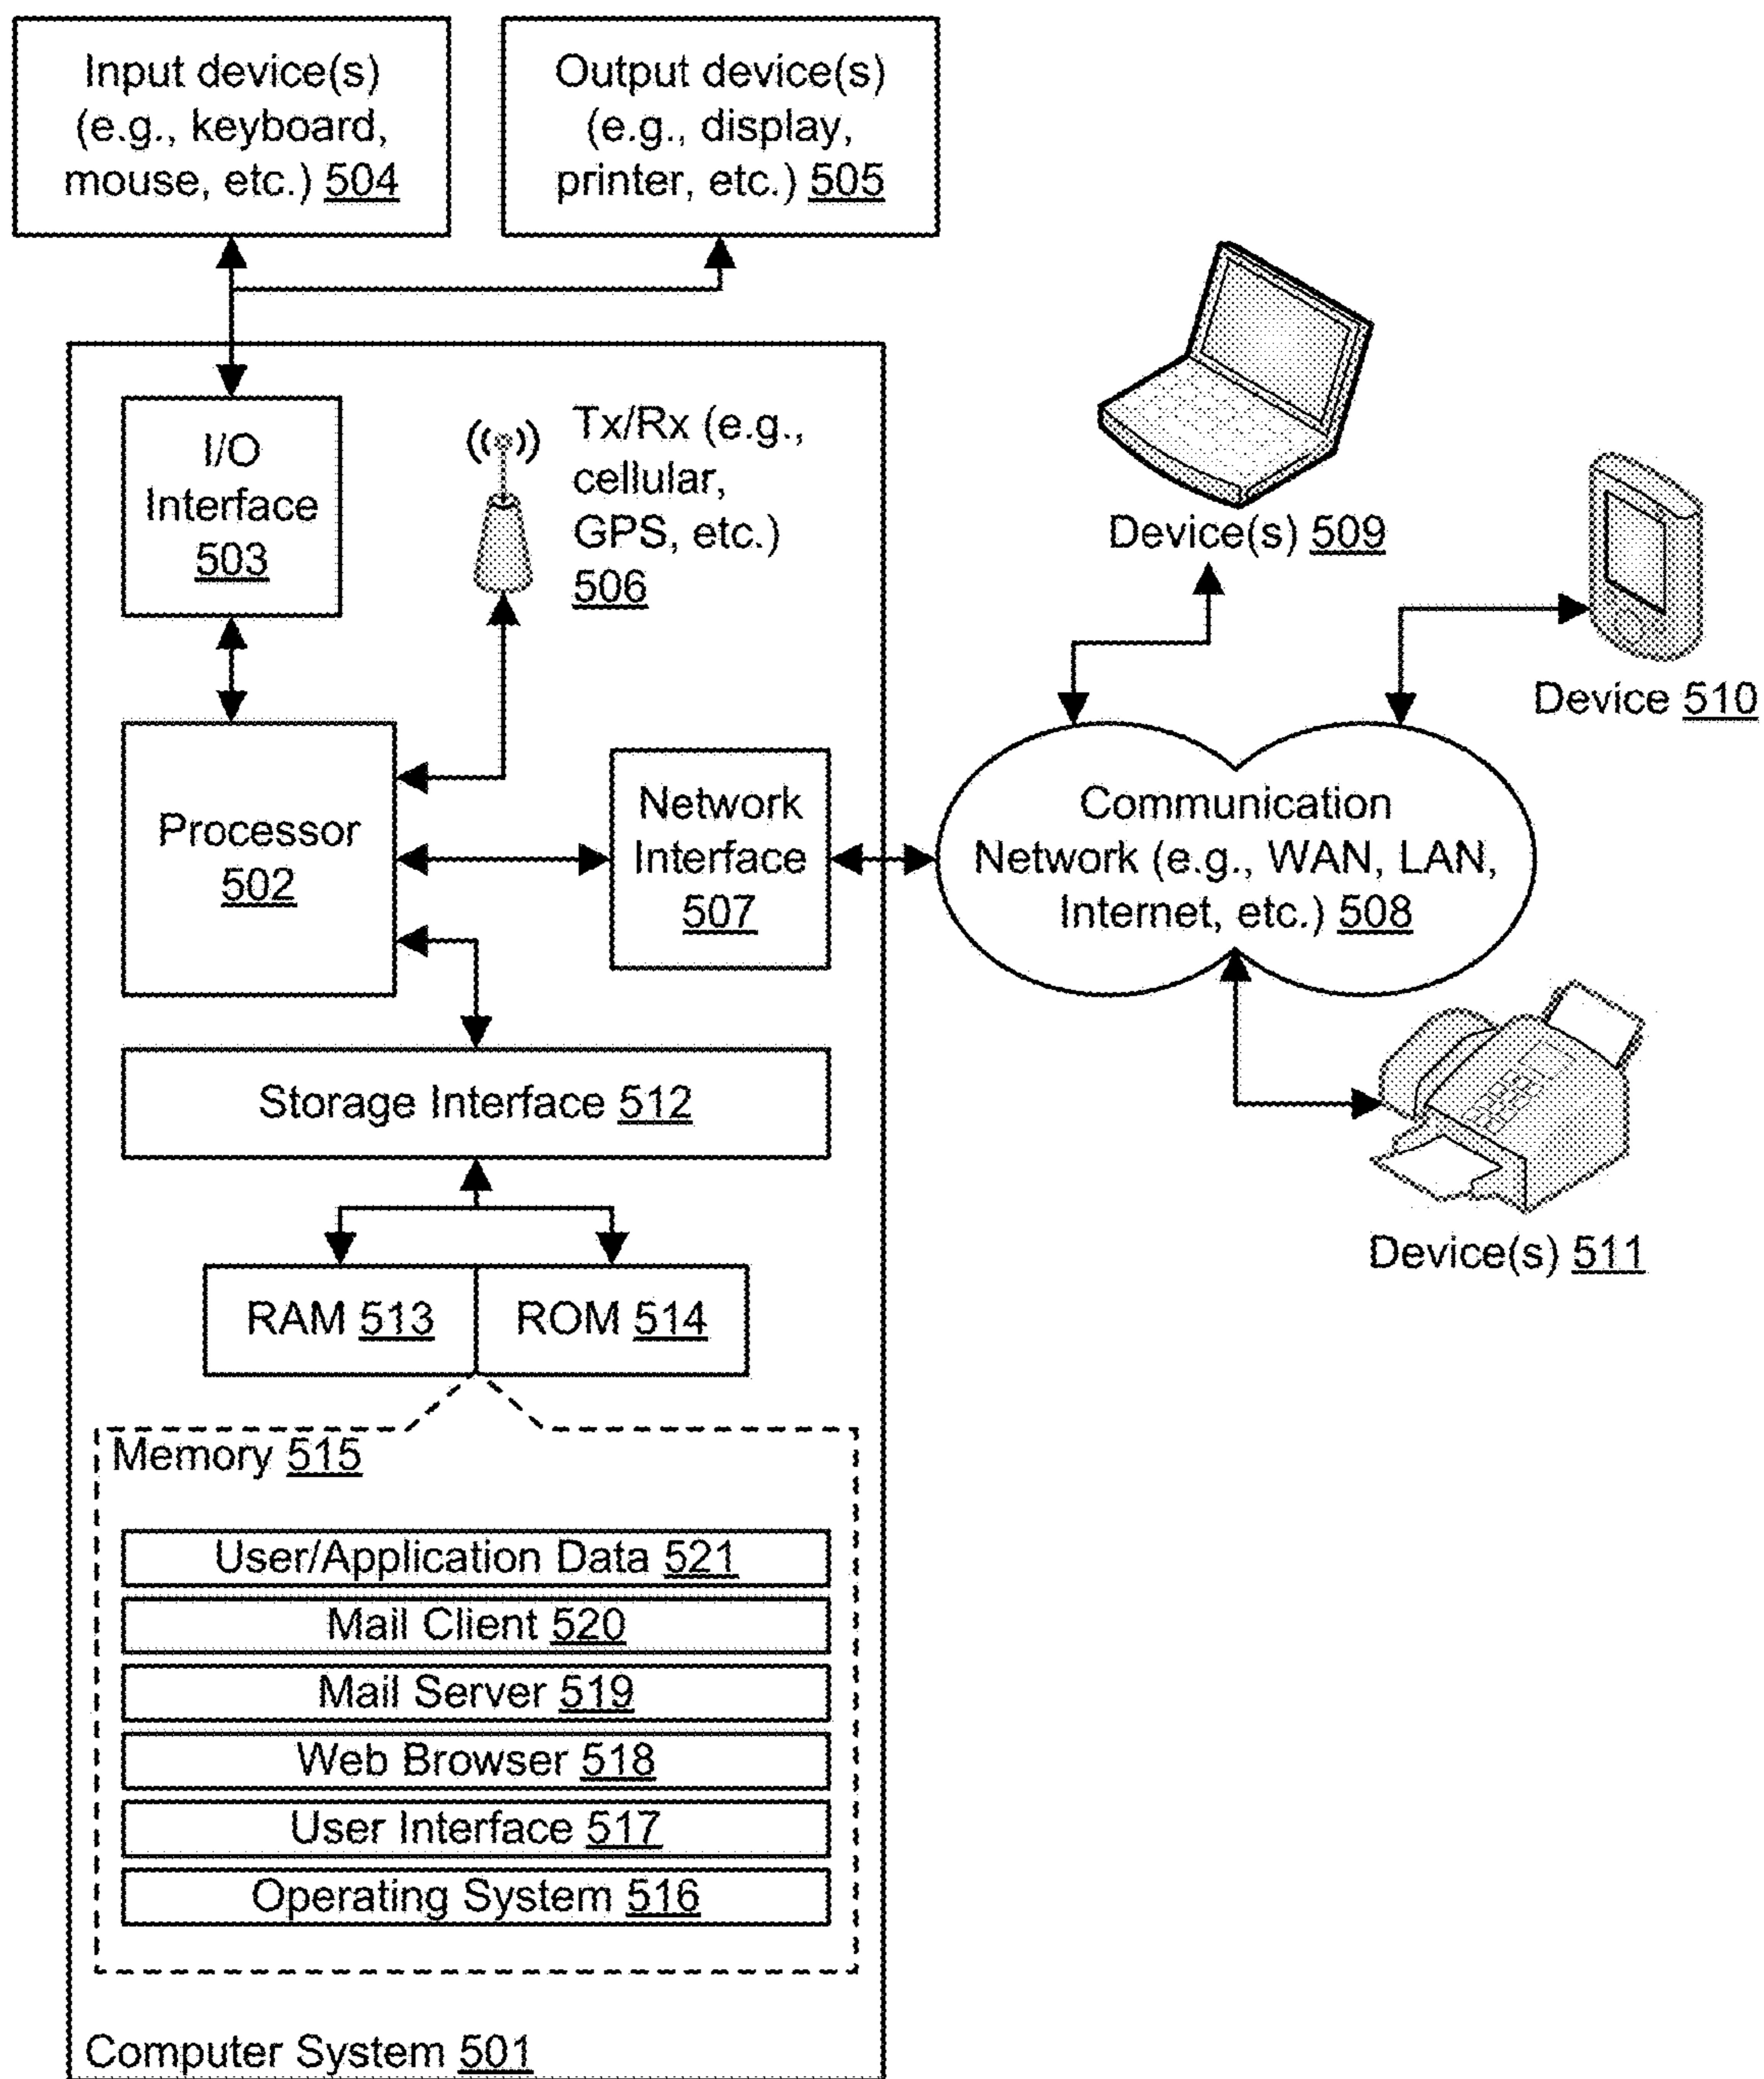 Input device(s)
(e.g., keyboard,
mouse, etc.) 504
Output device(s)
(e.g., display,
printer, etc.) 505
I/O
Interface
503
Tx/Rx (e.g.,
cellular,
GPS, etc.)
506
Device(s) 509
Device 510
Processor
502
Network
Interface
507
Communication
Network (e.g., WAN, LAN,
Internet, etc.) 508
Storage Interface 512
Device(s) 511
RAM 513
ROM 514
Memory 515
User/Application Data 521
Mail Client 520
Mail Server 519
Web Browser 518
User Interface 517
Operating System 516
Computer System 501